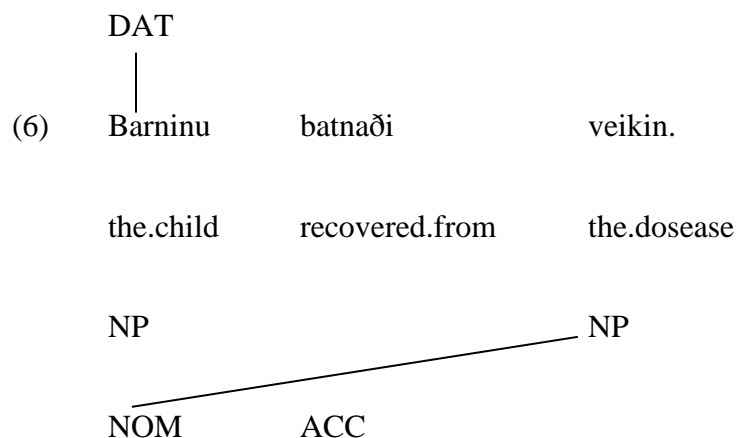 DAT
(6) Barninu batnaði veikin.
the.child recovered.from the.dosease
NP NP
NOM ACC